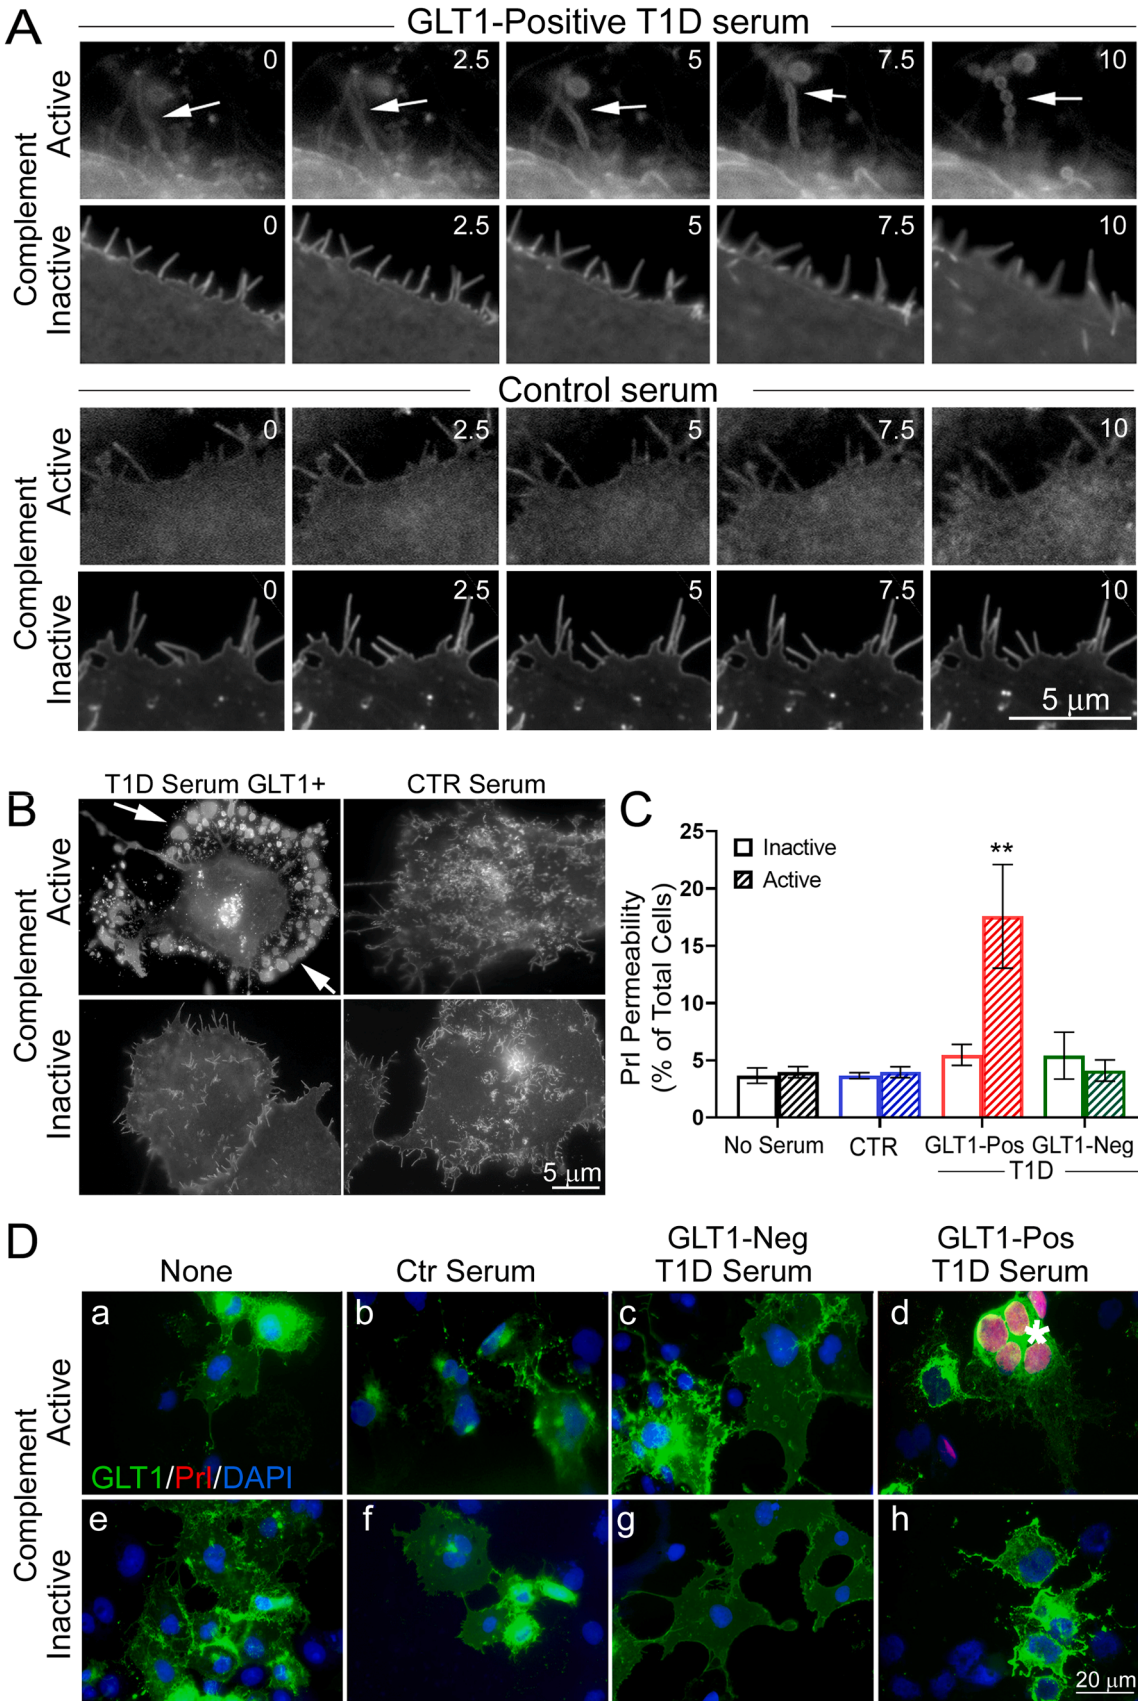 A
GLT1-Positive T1D serum
Complement
Active
0
2.5
5
7.5
10
Inactive
0
2.5
5
7.5
10
Control serum
Complement
Active
0
2.5
5
7.5
10
Inactive
0
2.5
5
7.5
10
5 µm
B
T1D Serum GLT1+
CTR Serum
Complement
Active
Inactive
5 µm
C
PrI Permeability
(% of Total Cells)
25
20
15
10
5
0
Inactive
Active
**
No Serum
CTR
GLT1-Pos
GLT1-Neg
T1D
D
None
Ctr Serum
GLT1-Neg
T1D Serum
GLT1-Pos
T1D Serum
Complement
Active
a
b
c
d
*
GLT1/PrI/DAPI
Inactive
e
f
g
h
20 µm